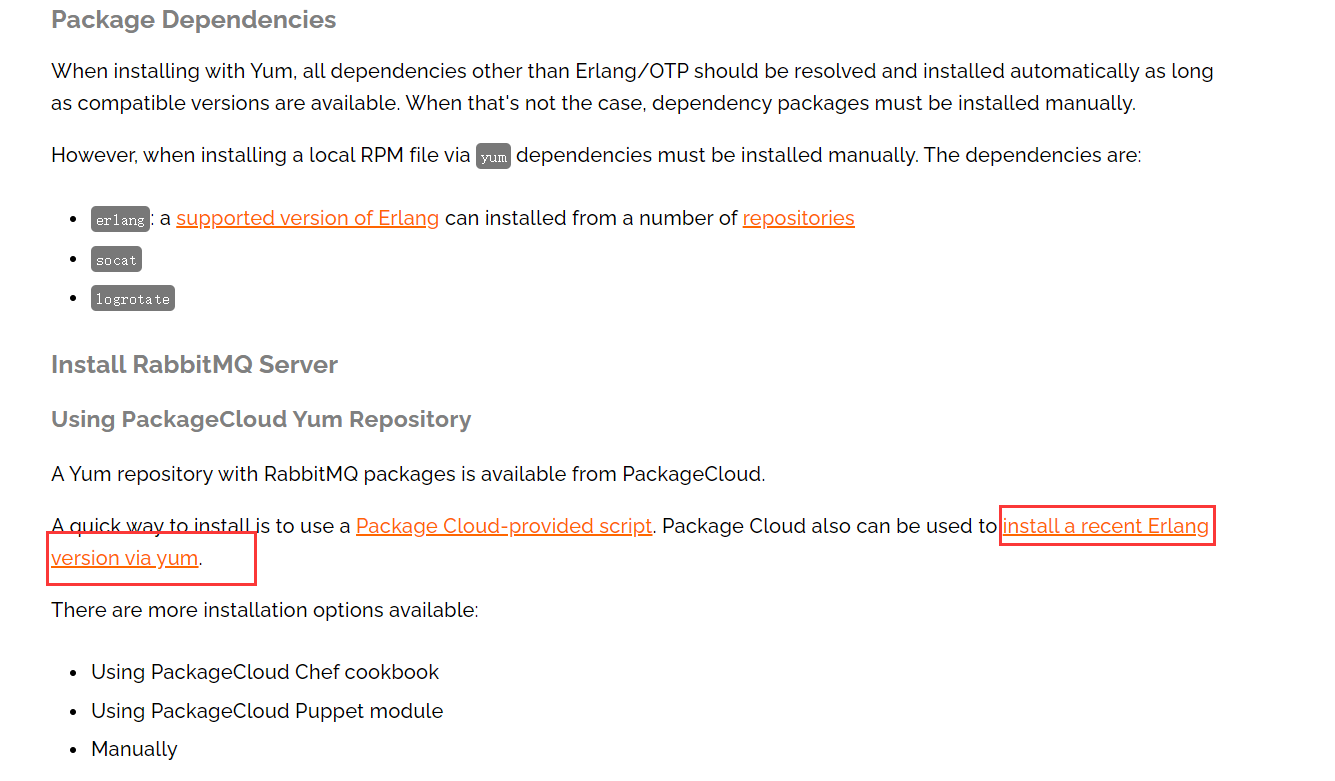 Package Dependencies
When installing with Yum, all dependencies other than Erlang/OTP should be resolved and installed automatically as long
as compatible versions are available. When that's not the case, dependency packages must be installed manually.
However, when installing a local RPM file via yum dependencies must be installed manually. The dependencies are:
• erlang: a supported version of Erlang can installed from a number of repositories
• socat
• logrotate
Install RabbitMQ Server
Using PackageCloud Yum Repository
A Yum repository with RabbitMQ packages is available from PackageCloud.
A quick way to install is to use a Package Cloud-provided script. Package Cloud also can be used to install a recent Erlang
version via yum.
There are more installation options available:
• Using PackageCloud Chef cookbook
• Using PackageCloud Puppet module
• Manually